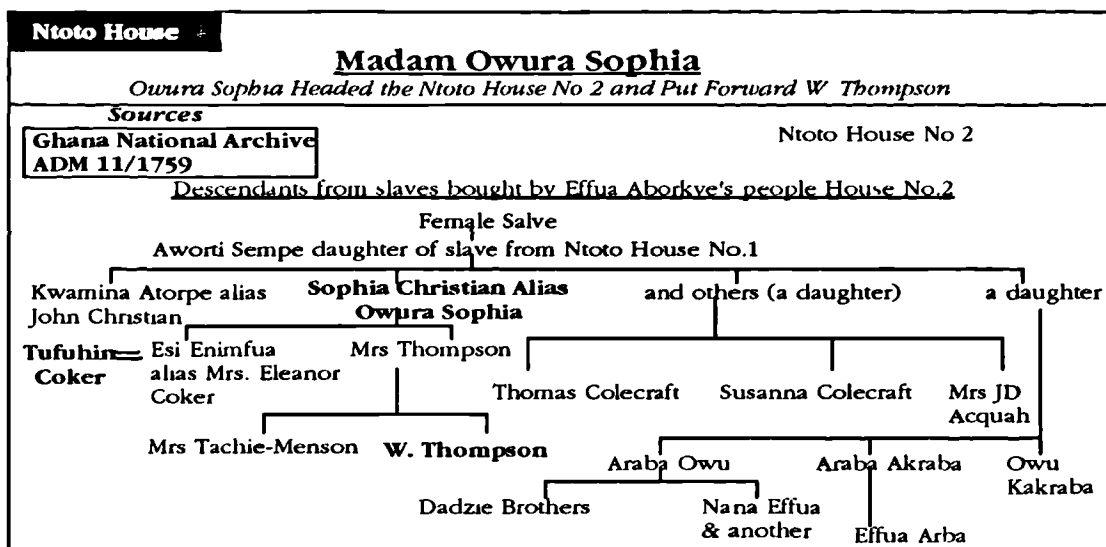 Ntoto House
Madam Owura Sophia
Owura Sophia Headed the Ntoto House No 2 and Put Forward W Thompson
Sources
Ghana National Archive
ADM 11/1759
Ntoto House No 2
Descendants from slaves bought by Effua Aborkye's people House No.2
Female Salve
Aworti Sempe daughter of slave from Ntoto House No.1
Kwamina Atorpe alias
John Christian
Sophia Christian Alias
Owura Sophia
and others (a daughter)
a daughter
Tufuhin
Coker
Esi Enimfua
alias Mrs. Eleanor
Coker
Mrs Thompson
Thomas Colecraft
Susanna Colecraft
Mrs JD
Acquah
Mrs Tachie-Menson
W. Thompson
Araba Owu
Araba Akraba
Owu
Kakraba
Dadzie Brothers
Nana Effua
& another
Effua Arba